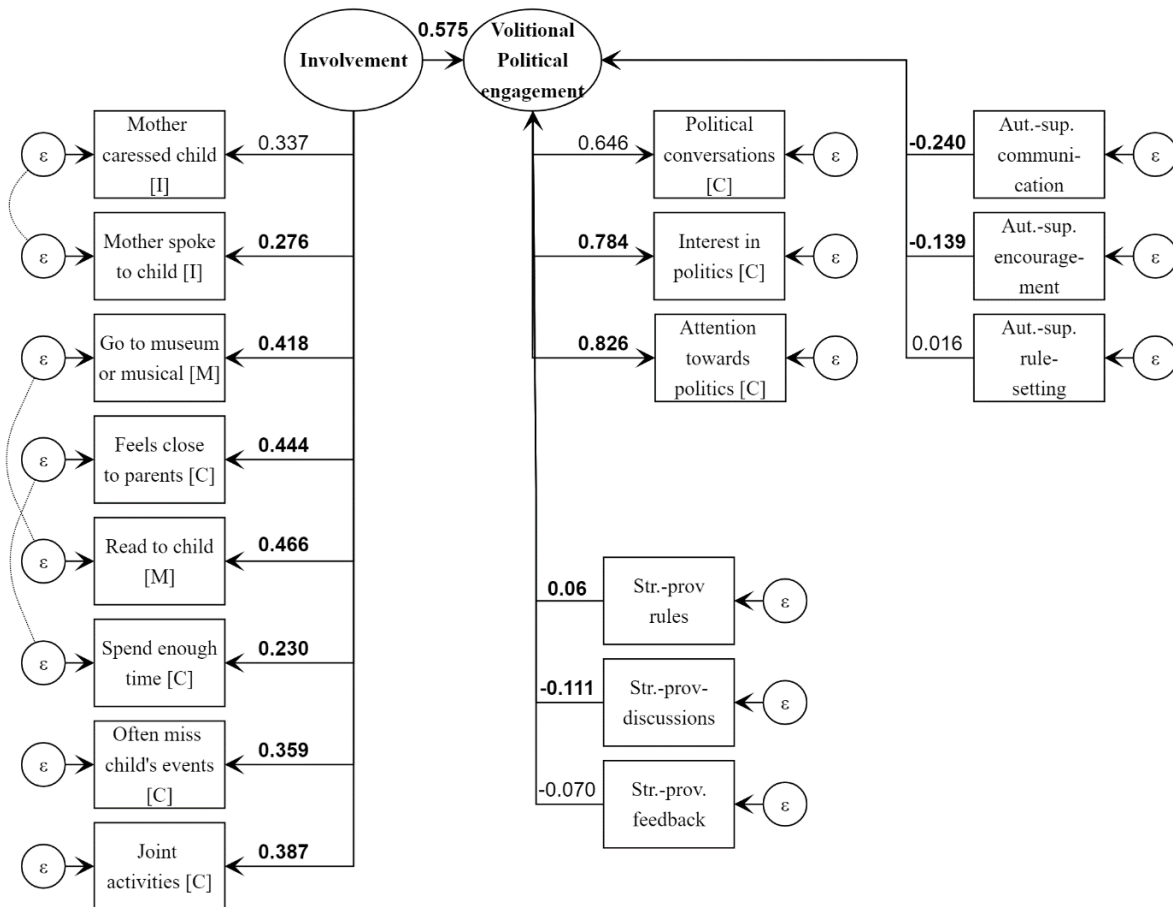 0.575
Involvement
Volitional
Political
engagement
Mother
caressed child
[I]
ε
0.337
Mother spoke
to child [I]
ε
0.276
Go to museum
or musical [M]
ε
0.418
Feels close
to parents [C]
ε
0.444
Read to child
[M]
ε
0.466
Spend enough
time [C]
ε
0.230
Often miss
child's events
[C]
ε
0.359
Joint
activities [C]
ε
0.387
0.646
Political
conversations
[C]
ε
0.784
Interest in
politics [C]
ε
0.826
Attention
towards
politics [C]
ε
-0.240
Aut.-sup.
communi-
cation
ε
-0.139
Aut.-sup.
encourage-
ment
ε
0.016
Aut.-sup.
rule-
setting
ε
0.06
Str.-prov
rules
ε
-0.111
Str.-prov-
discussions
ε
-0.070
Str.-prov.
feedback
ε